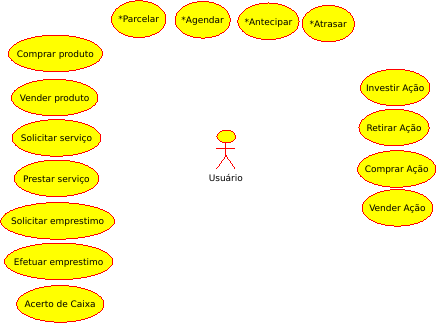 *Parcelar
*Agendar
*Antecipar
*Atrasar
Comprar produto
Vender produto
Solicitar serviço
Prestar serviço
Solicitar emprestimo
Efetuar emprestimo
Acerto de Caixa
Usuário
Investir Ação
Retirar Ação
Comprar Ação
Vender Ação